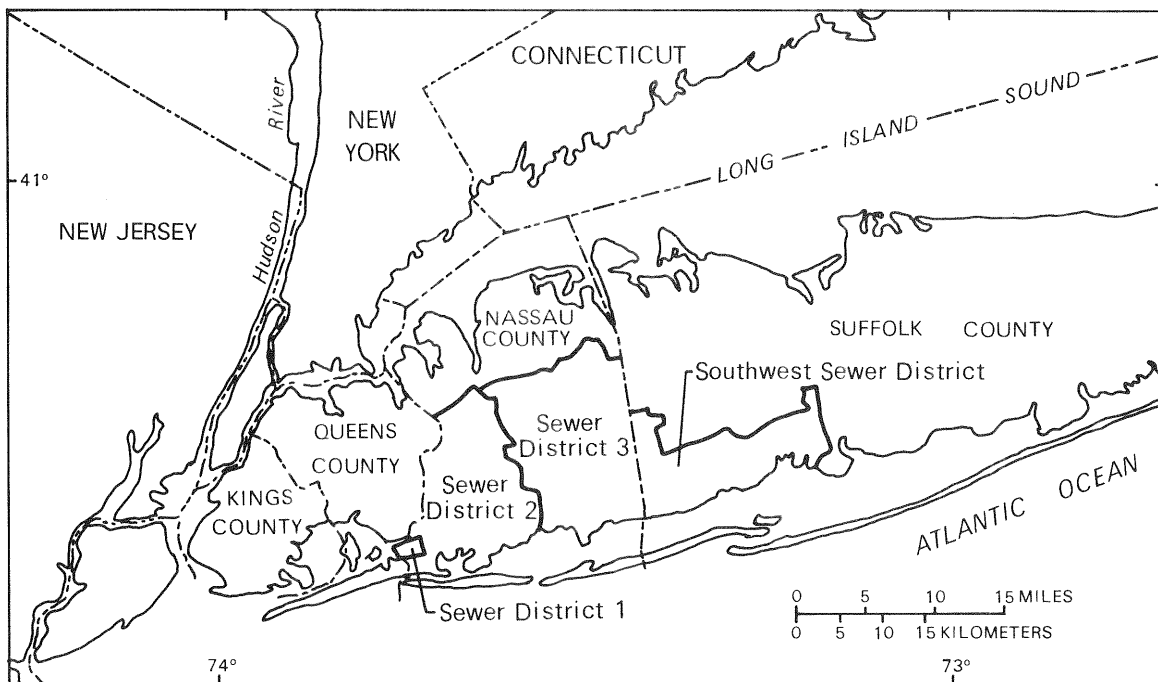 CONNECTICUT
NEW
YORK
Hudson River
LONG ISLAND SOUND
41°
NEW JERSEY
NASSAU
COUNTY
SUFFOLK COUNTY
Southwest Sewer District
QUEENS
COUNTY
Sewer
District 3
Sewer
District 2
KINGS
COUNTY
ATLANTIC OCEAN
Sewer District 1
0 5 10 15 MILES
0 5 10 15 KILOMETERS
74°
73°